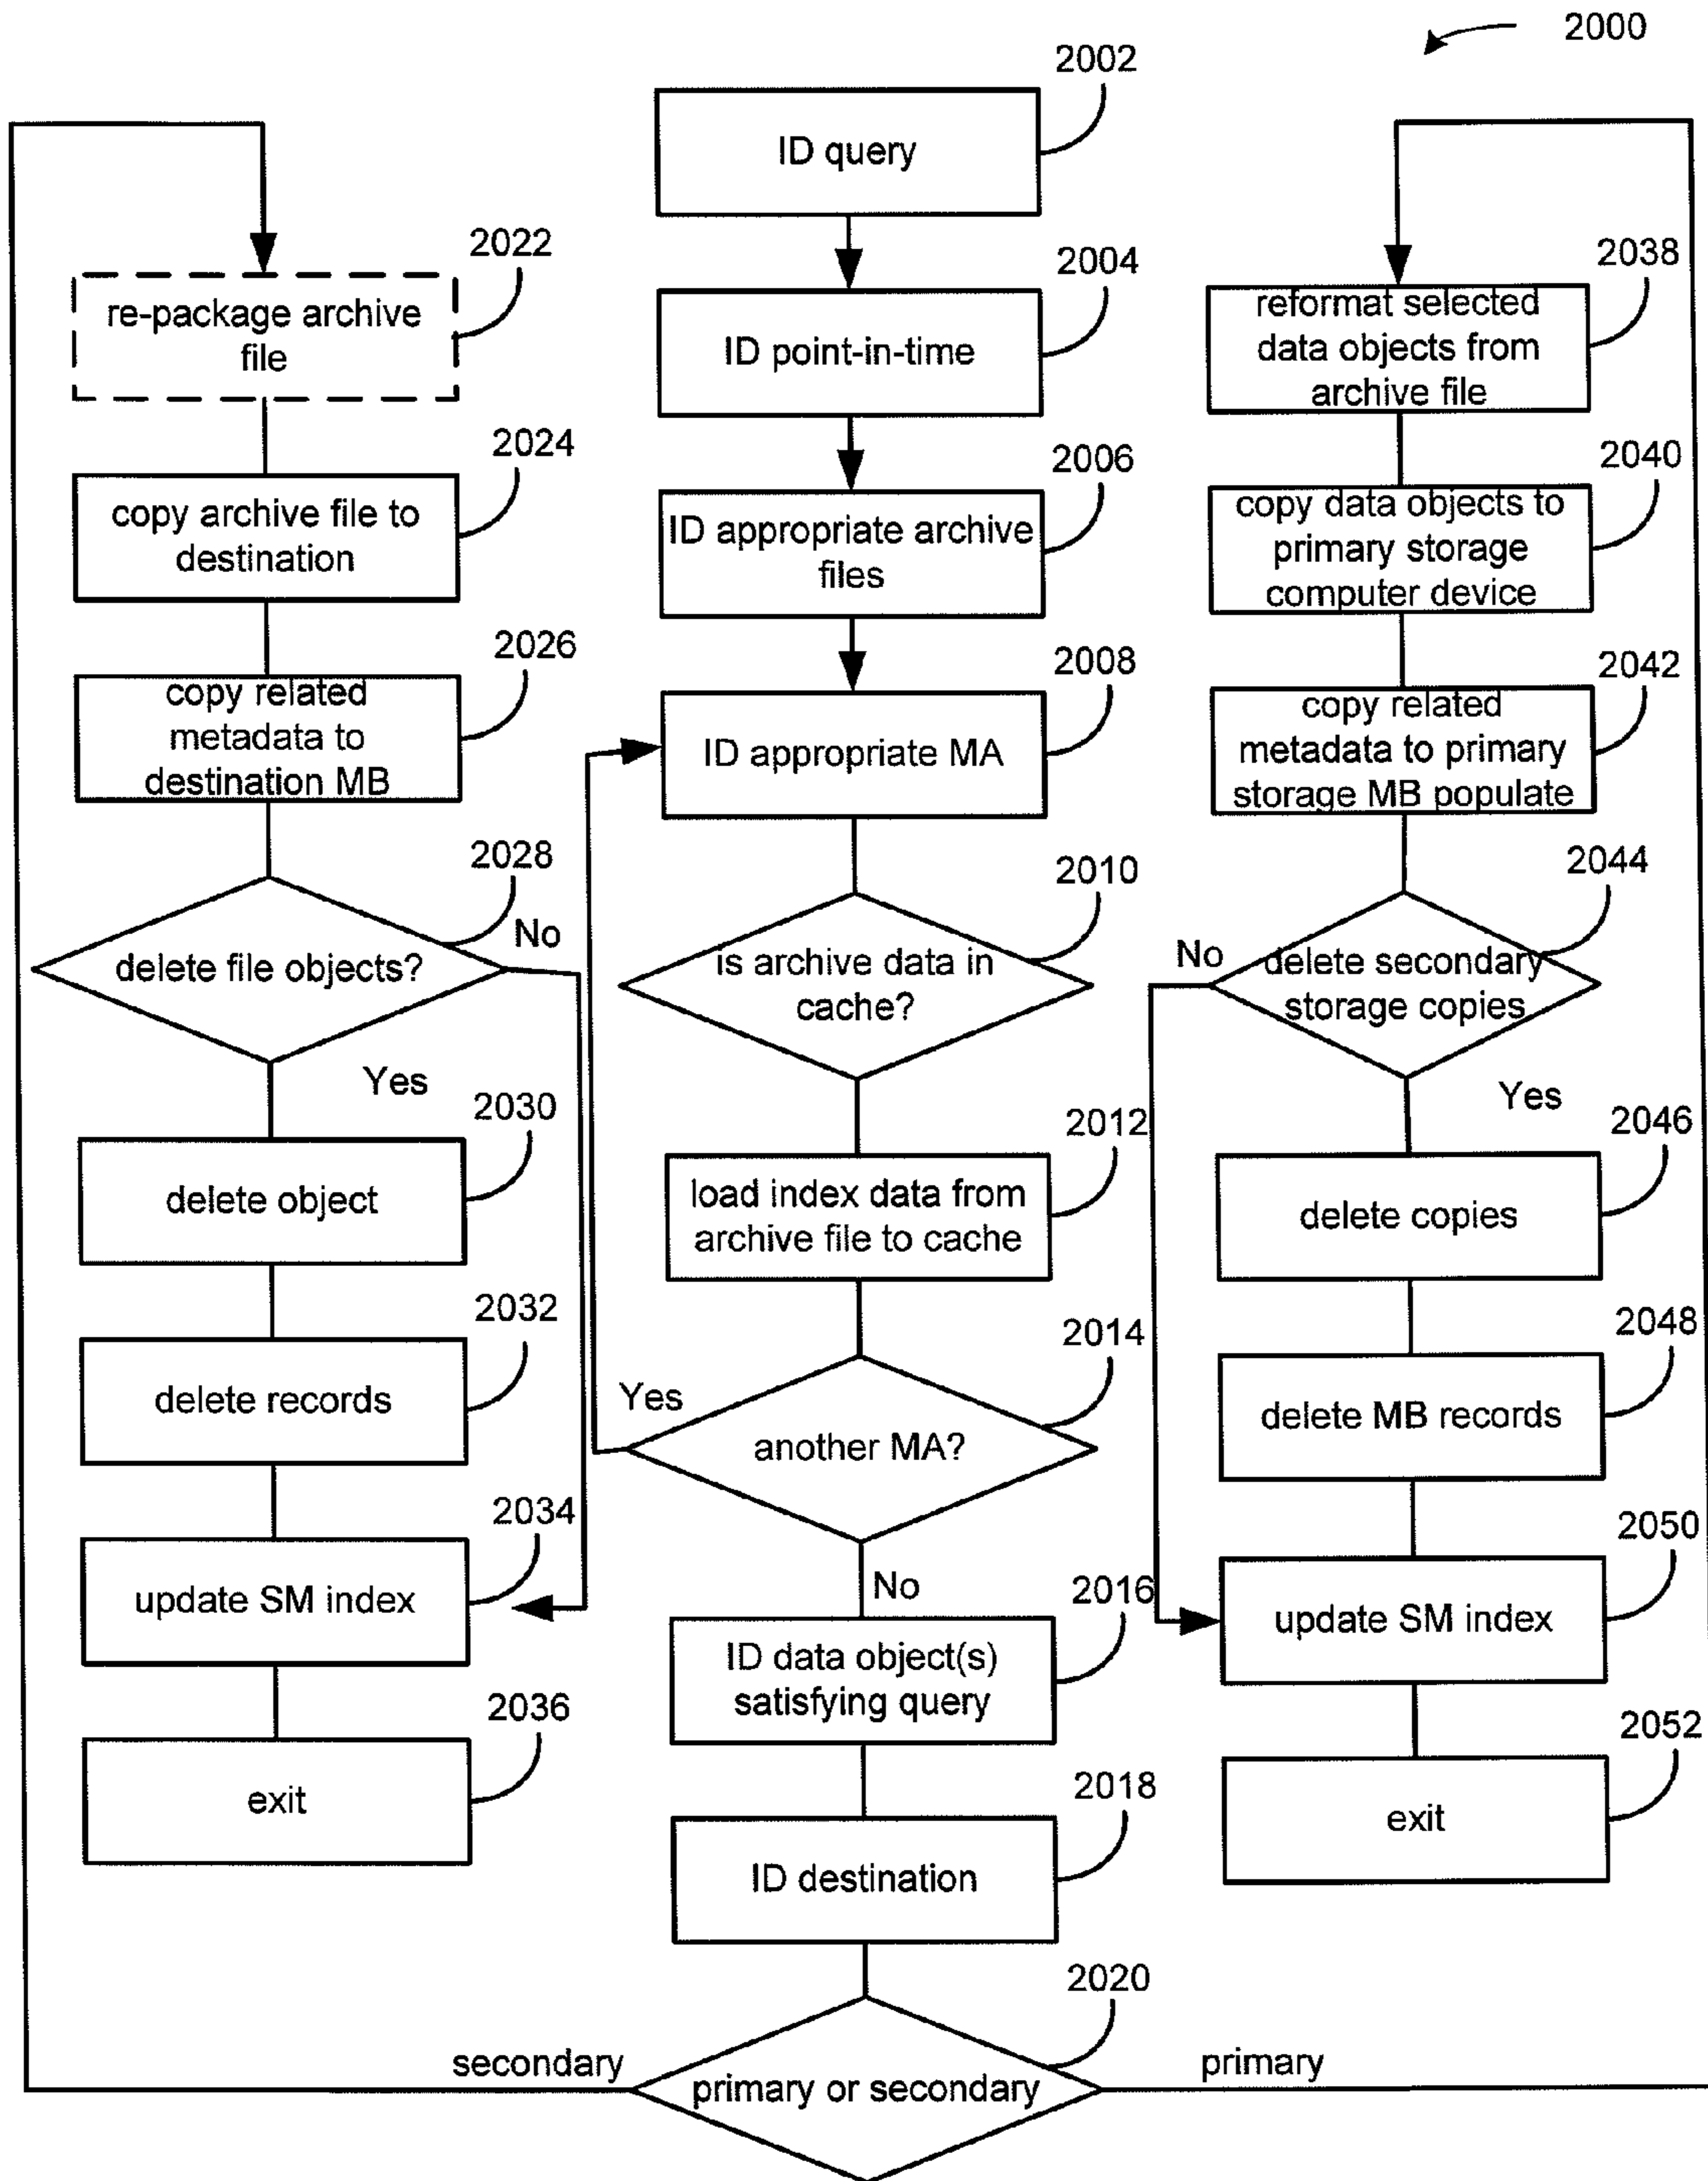 2000
2002
ID query
2004
ID point-in-time
2006
ID appropriate archive
files
2008
ID appropriate MA
2010
is archive data in
cache?
2012
load index data from
archive file to cache
2014
another MA?
Yes
No
2016
ID data object(s)
satisfying query
2018
ID destination
2020
primary or secondary
secondary
primary
2022
re-package archive
file
2024
copy archive file to
destination
2026
copy related
metadata to
destination MB
2028
delete file objects?
No
Yes
2030
delete object
2032
delete records
2034
update SM index
2036
exit
2038
reformat selected
data objects from
archive file
2040
copy data objects to
primary storage
computer device
2042
copy related
metadata to primary
storage MB populate
2044
delete secondary
storage copies
No
Yes
2046
delete copies
2048
delete MB records
2050
update SM index
2052
exit